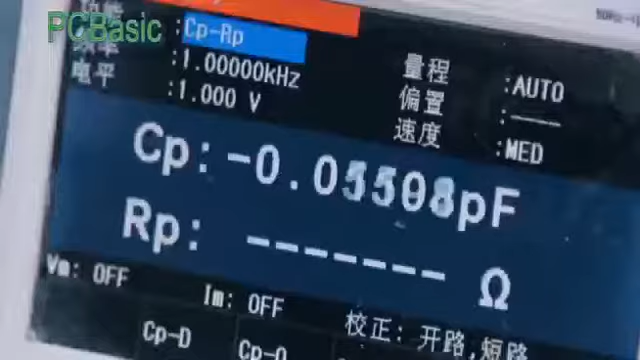 PCBasic
:Cp-Rp
频率 :1.00000kHz
电平 :1.000 V
量程 :AUTO
偏置 :----
速度 :MED
Cp:-0.05508pF
Rp: ------- Ω
Vm: OFF
Im: OFF
校正: 开路,短路
Cp-D
Cp-Q